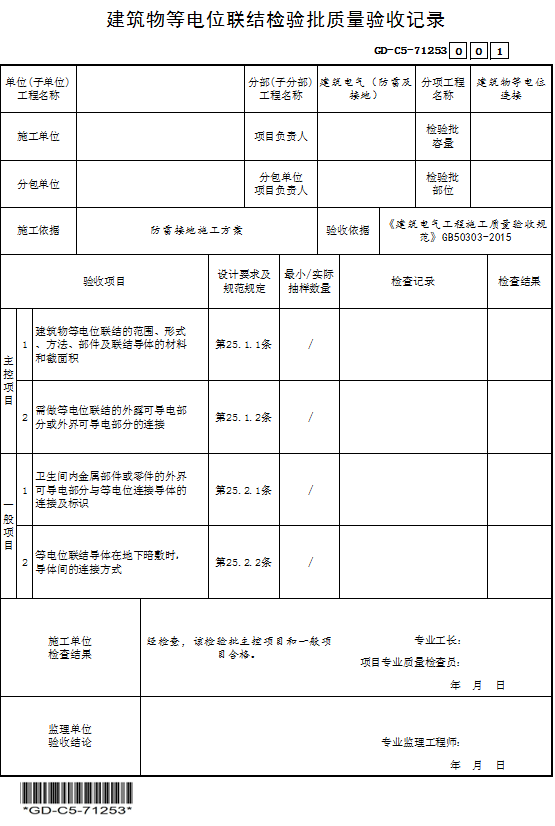 建筑物等电位联结检验批质量验收记录
GD-C5-71253 0 0 1
单位(子单位)
工程名称
分部(子分部)
工程名称
建筑电气（防雷及
接地）
分项工程
名称
建筑物等电位
连接
施工单位
项目负责人
检验批
容量
分包单位
分包单位
项目负责人
检验批
部位
施工依据
防雷接地施工方案
验收依据
《建筑电气工程施工质量验收规
范》GB50303-2015
验收项目
设计要求及
规范规定
最小/实际
抽样数量
检查记录
检查结果
主
控
项
目
1
建筑物等电位联结的范围、形式
、方法、部件及联结导体的材料
和截面积
第25.1.1条
/
2
需做等电位联结的外露可导电部
分或外界可导电部分的连接
第25.1.2条
/
一
般
项
目
1
卫生间内金属部件或零件的外界
可导电部分与等电位连接导体的
连接及标识
第25.2.1条
/
2
等电位联结导体在地下暗敷时，
导体间的连接方式
第25.2.2条
/
施工单位
检查结果
经检查，该检验批主控项目和一般项
目合格。
专业工长：
项目专业质量检查员：
年 月 日
监理单位
验收结论
专业监理工程师：
年 月 日
*GD-C5-71253*